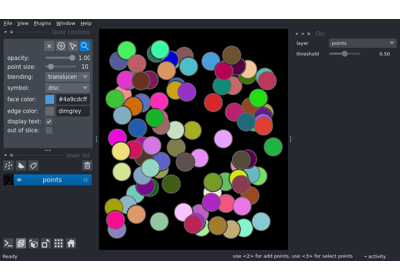 File View Plugins Window Help
layer controls
opacity: 1.00
point size: 10
blending: translucen
symbol: disc
face color: #4a9cdcff
edge color: dimgrey
display text:
out of slice:
layer list
points
layer points
threshold 0.50
Ready
use <2> for add points, use <3> for select points
activity